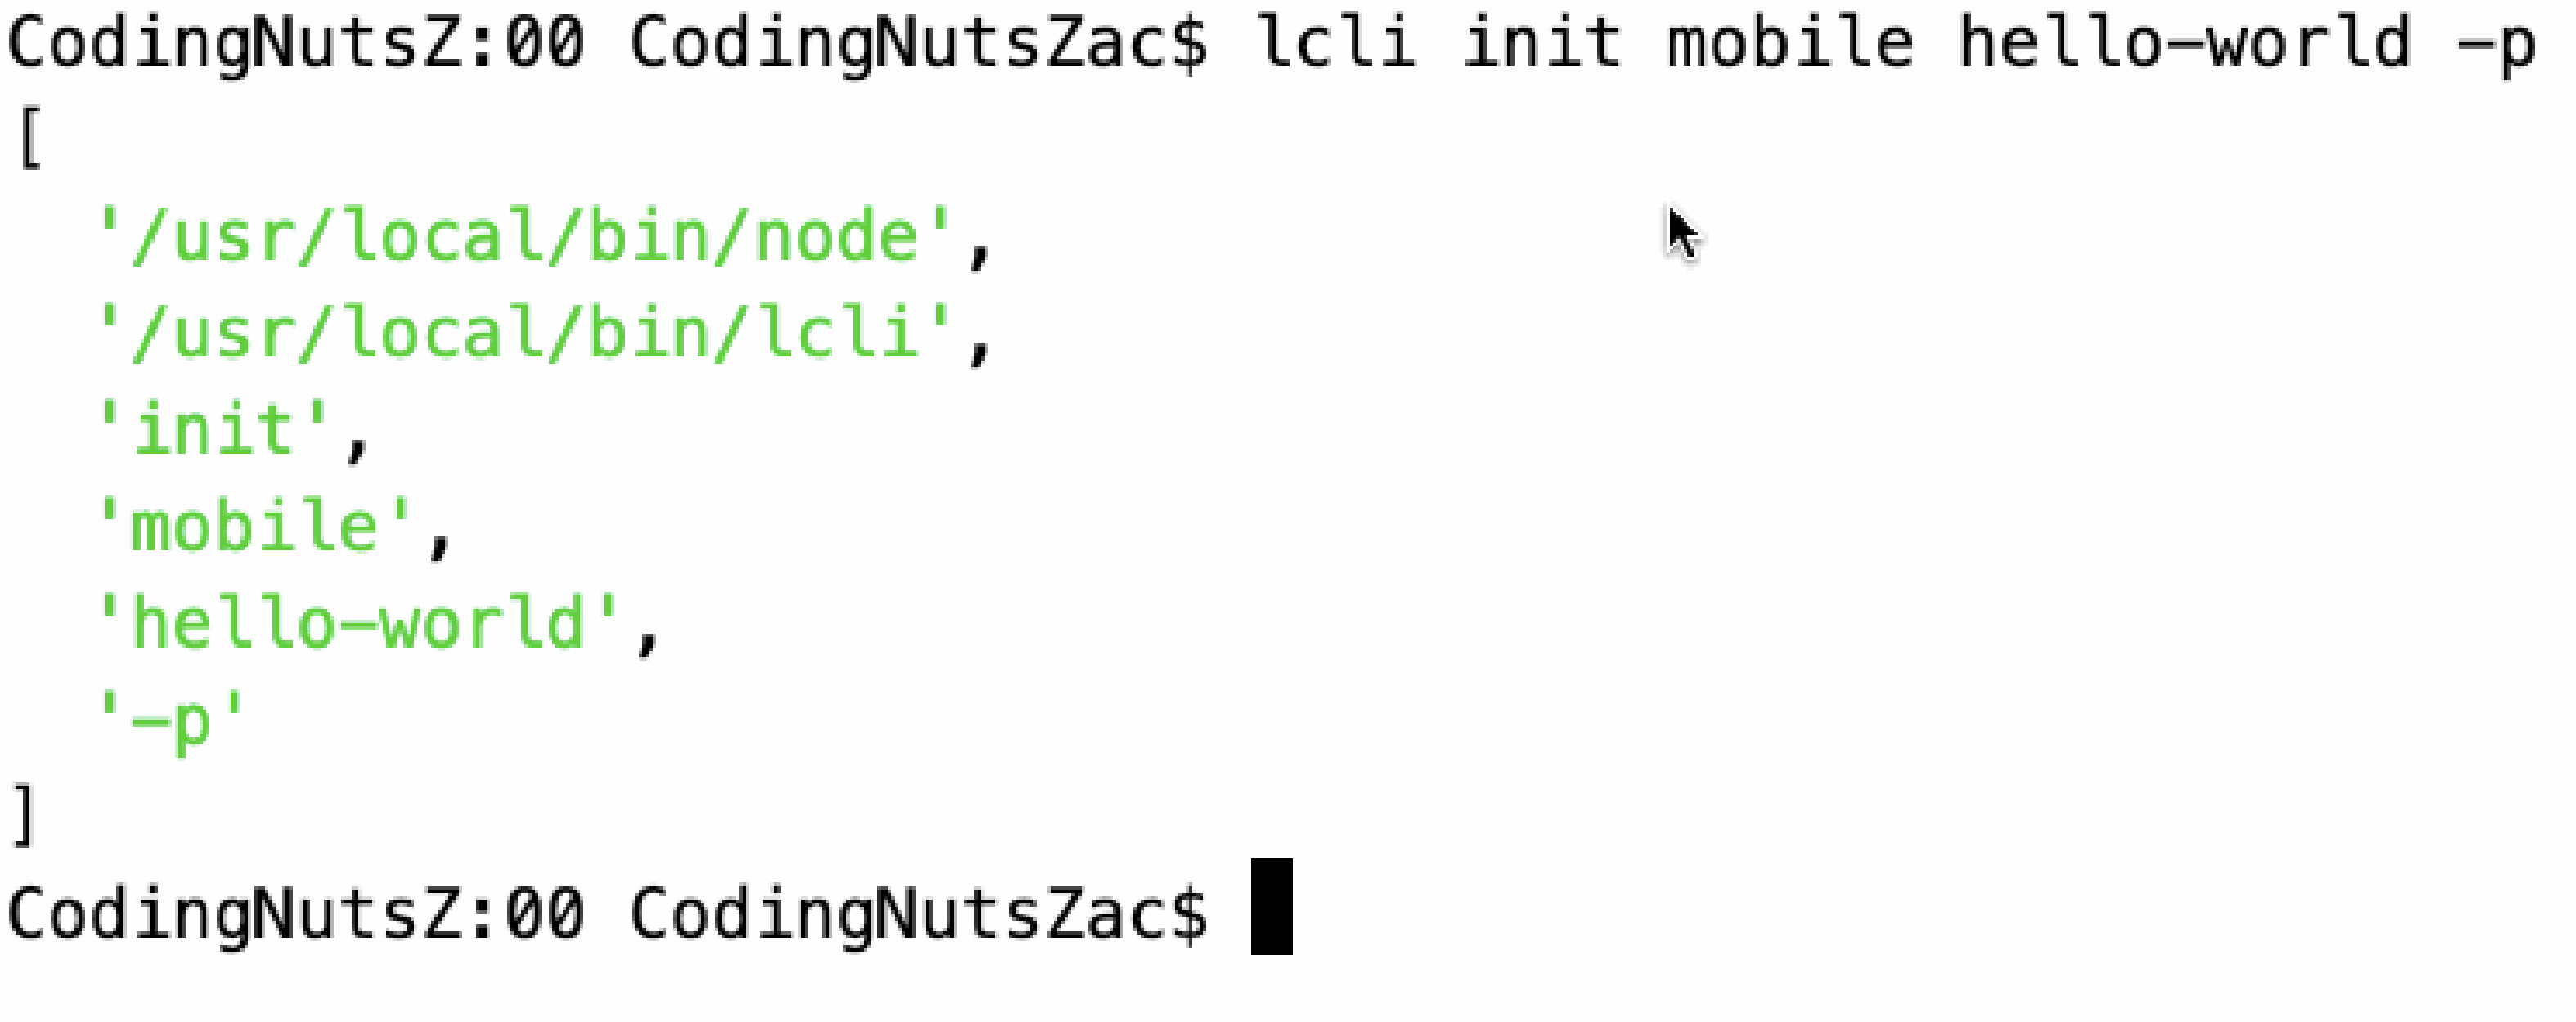 CodingNutsZ:00 CodingNutsZac$ lcli init mobile hello-world -p
[
  '/usr/local/bin/node',
  '/usr/local/bin/lcli',
  'init',
  'mobile',
  'hello-world',
  '-p'
]
CodingNutsZ:00 CodingNutsZac$